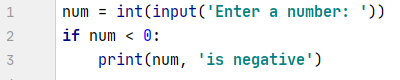 1 num = int(input('Enter a number: '))
2 if num < 0:
3     print(num, 'is negative')